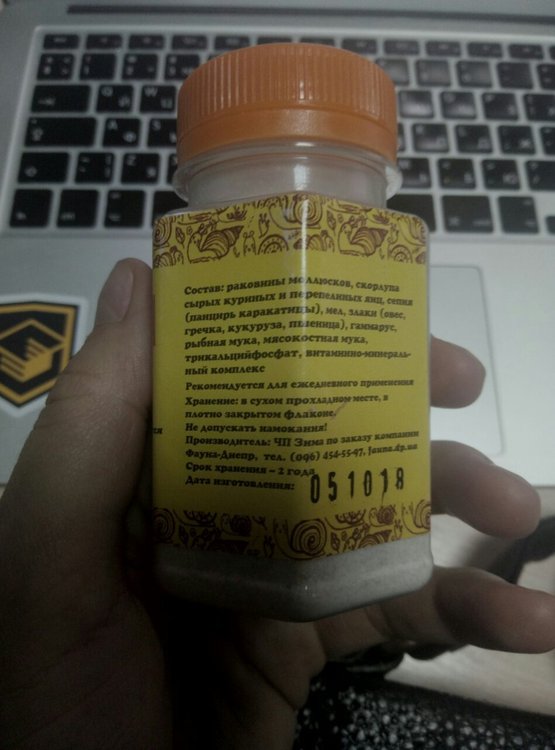 Состав: раковины моллюсков, скорлупа
сырых куриных и перепелиных яиц, сепия
(панцирь каракатицы), мел, злаки (овес,
гречка, кукуруза, пшеница), гаммарус,
рыбная мука, мясокостная мука,
трикальцийфосфат, витаминно-минераль-
ный комплекс
Рекомендуется для ежедневного применения
Хранение: в сухом прохладном месте, в
плотно закрытом флаконе.
Не допускать намокания!
Производитель: ЧП Зима по заказу компании
Фауна-Днепр, тел. (096) 454-55-97, fauna.dp.ua
Срок хранения – 2 года
Дата изготовления: 051018